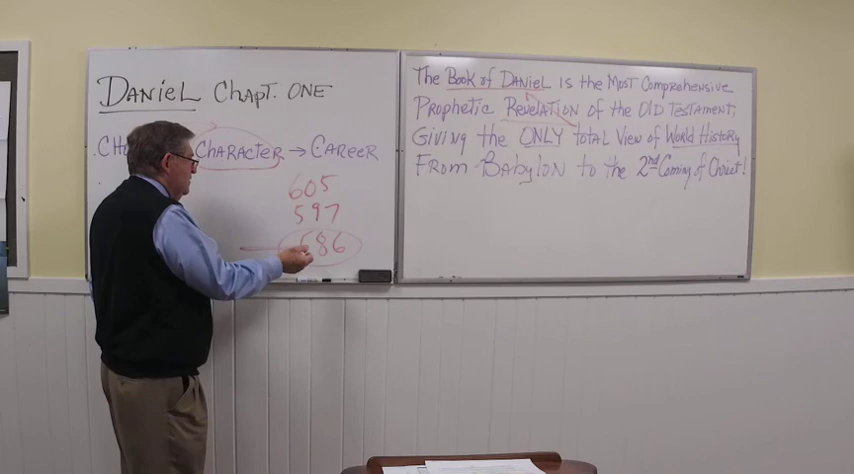 DANIEL CHAPT. ONE
CHARACTER → CAREER
605
597
586
THE BOOK OF DANIEL IS THE MOST COMPREHENSIVE
PROPHETIC REVELATION OF THE OLD TESTAMENT,
GIVING THE ONLY TOTAL VIEW OF WORLD HISTORY
FROM BABYLON TO THE 2nd COMING OF CHRIST!